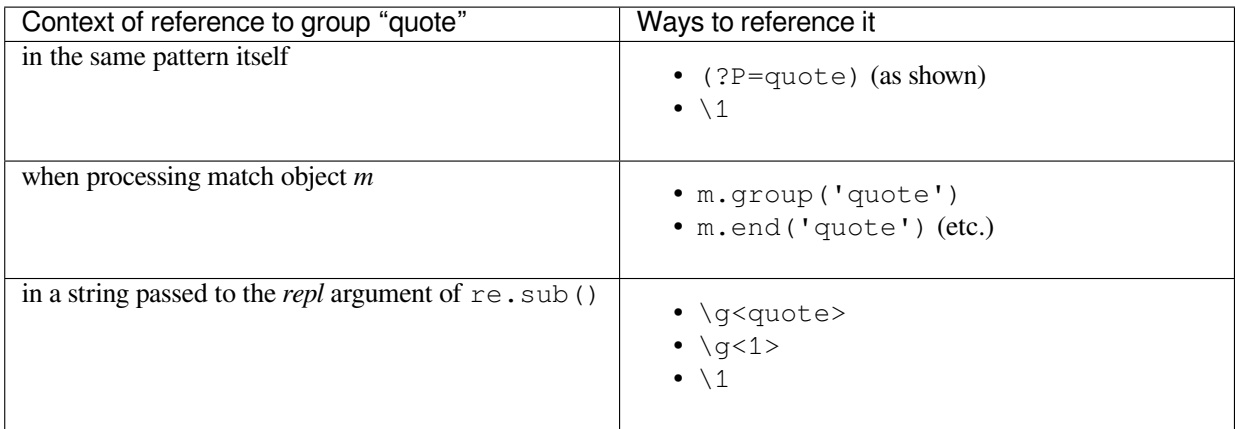 Context of reference to group “quote”
Ways to reference it
in the same pattern itself
• (?P=quote) (as shown)
• \1
when processing match object m
• m.group('quote')
• m.end('quote') (etc.)
in a string passed to the repl argument of re.sub()
• \g<quote>
• \g<1>
• \1